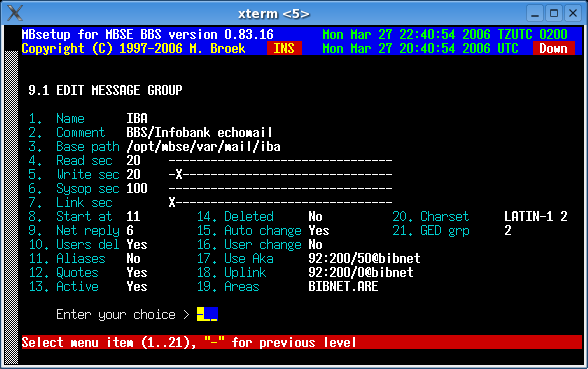 xterm <5>
MBsetup for MBSE BBS version 0.83.16 Mon Mar 27 22:40:54 2006 TZUTC 0200
Copyright (C) 1997-2006 M. Broek INS Mon Mar 27 20:40:54 2006 UTC Down
9.1 EDIT MESSAGE GROUP
1. Name IBA
2. Comment BBS/Infobank echomail
3. Base path /opt/mbse/var/mail/iba
4. Read sec 20 --------------------------------
5. Write sec 20 -X------------------------------
6. Sysop sec 100 --------------------------------
7. Link sec X-------------------------------
8. Start at 11 14. Deleted No 20. Charset LATIN-1 2
9. Net reply 6 15. Auto change Yes 21. GED grp 2
10. Users del Yes 16. User change No
11. Aliases No 17. Use Aka 92:200/50@bibnet
12. Quotes Yes 18. Uplink 92:200/0@bibnet
13. Active Yes 19. Areas BIBNET.ARE
Enter your choice > -__
Select menu item (1..21), "-" for previous level